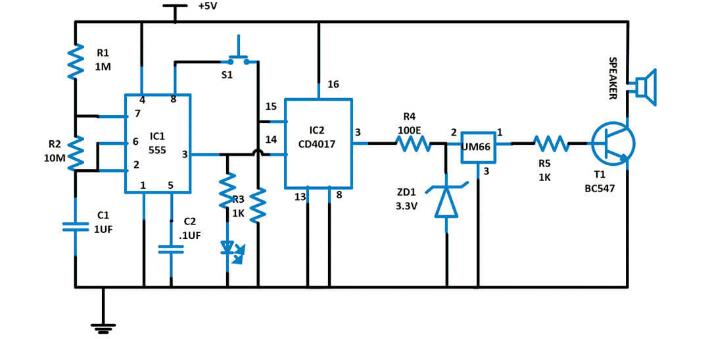 +5V
R1
1M
S1
SPEAKER
16
4
8
15
7
IC1
555
IC2
CD4017
R4
100E
R2
10M
6
14
3
2
1
3
UM66
2
R5
1K
T1
BC547
3
1
5
R3
1K
13
8
ZD1
3.3V
C1
1UF
C2
.1UF